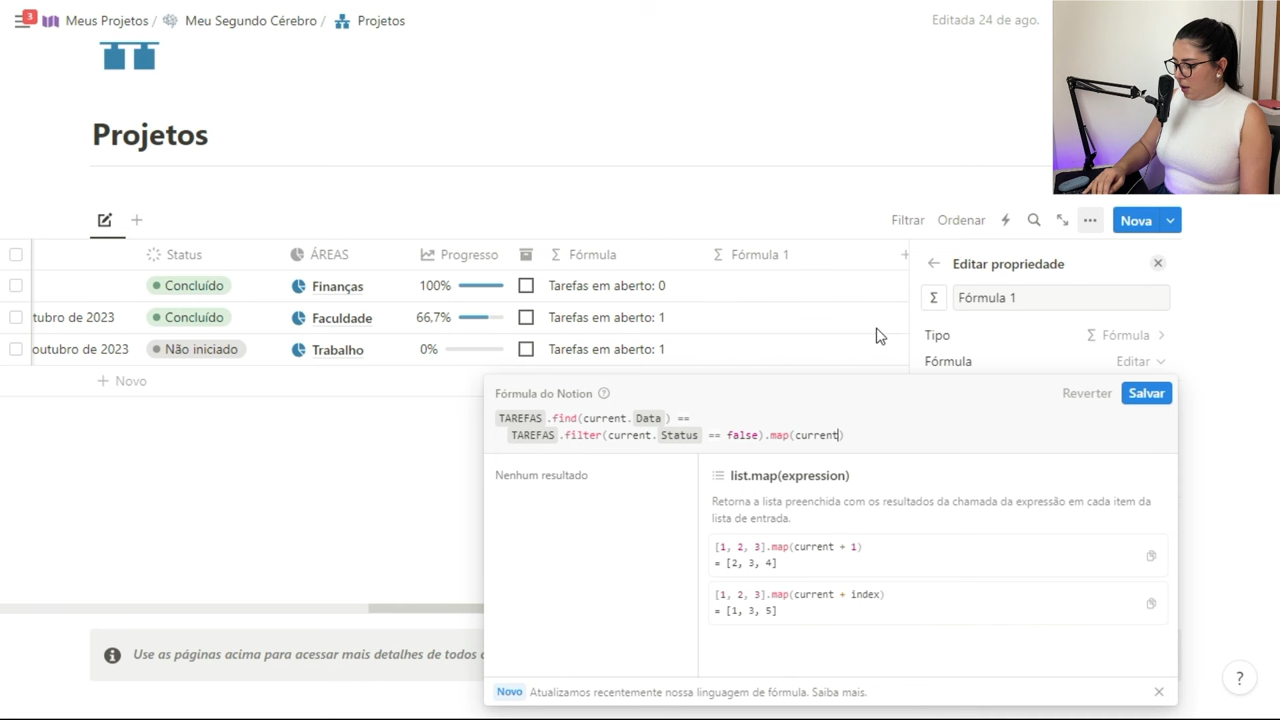 3 Meus Projetos / Meu Segundo Cérebro / Projetos
Editada 24 de ago.
Projetos
Filtrar Ordenar Nova
Status ÁREAS Progresso Fórmula Fórmula 1
Concluído Finanças 100% Tarefas em aberto: 0
tubro de 2023 Concluído Faculdade 66,7% Tarefas em aberto: 1
outubro de 2023 Não iniciado Trabalho 0% Tarefas em aberto: 1
+ Novo
Editar propriedade
Fórmula 1
Tipo Fórmula
Fórmula Editar
Fórmula do Notion
Reverter Salvar
TAREFAS .find(current. Data ) ==
TAREFAS .filter(current. Status == false).map(current)
Nenhum resultado
list.map(expression)
Retorna a lista preenchida com os resultados da chamada da expressão em cada item da
lista de entrada.
[1, 2, 3].map(current + 1)
= [2, 3, 4]
[1, 2, 3].map(current + index)
= [1, 3, 5]
Use as páginas acima para acessar mais detalhes de todos
Novo Atualizamos recentemente nossa linguagem de fórmula. Saiba mais.
?